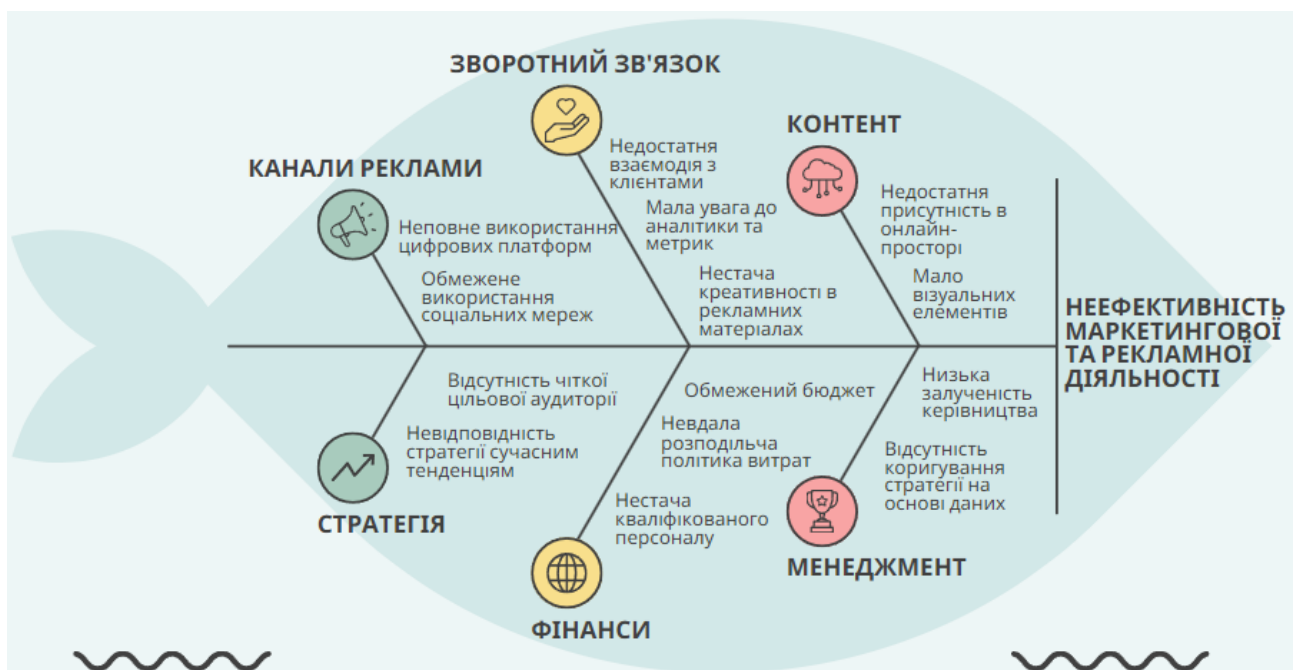 ЗВОРОТНИЙ ЗВ'ЯЗОК
Недостатня
взаємодія з
клієнтами
Мала увага до
аналітики та
метрик
Нестача
креативності в
рекламних
матеріалах
КОНТЕНТ
Недостатня
присутність в
онлайн-
просторі
Мало
візуальних
елементів
КАНАЛИ РЕКЛАМИ
Неповне використання
цифрових платформ
Обмежене
використання
соціальних мереж
НЕЕФЕКТИВНІСТЬ
МАРКЕТИНГОВОЇ
ТА РЕКЛАМНОЇ
ДІЯЛЬНОСТІ
Відсутність чіткої
цільової аудиторії
Невідповідність
стратегії сучасним
тенденціям
СТРАТЕГІЯ
Обмежений бюджет
Невдала
розподільча
політика витрат
Нестача
кваліфікованого
персоналу
ФІНАНСИ
Низька
залученість
керівництва
Відсутність
коригування
стратегії на
основі даних
МЕНЕДЖМЕНТ